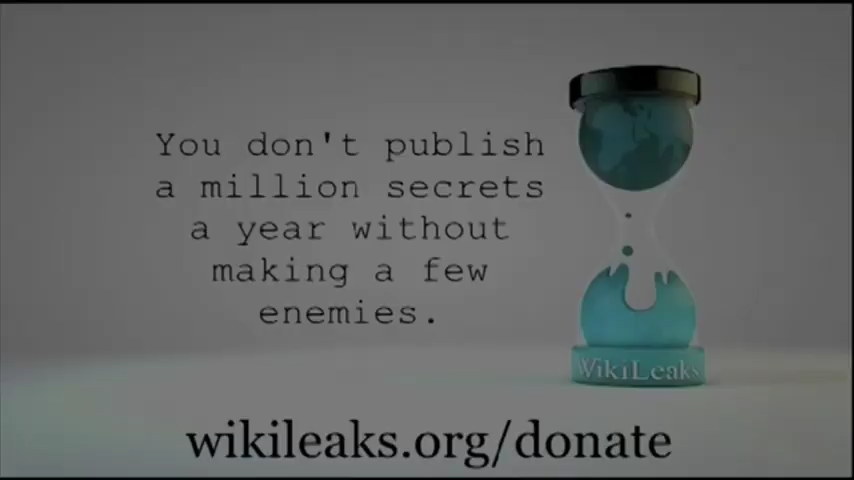 You don't publish
a million secrets
a year without
making a few
enemies.
WikiLeaks
wikileaks.org/donate